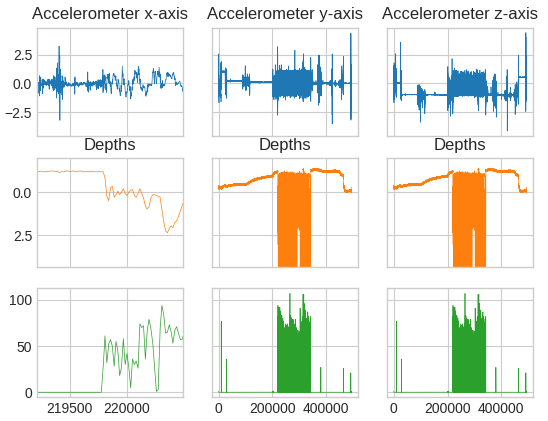 Accelerometer x-axis Accelerometer y-axis Accelerometer z-axis
2.5
0.0
−2.5
Depths Depths Depths
0.0
2.5
100
50
0
219500 220000 0 200000 400000 0 200000 400000